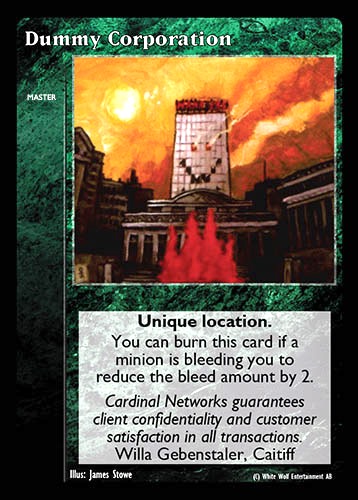 Dummy Corporation
MASTER
Unique location.
You can burn this card if a
minion is bleeding you to
reduce the bleed amount by 2.
Cardinal Networks guarantees
client confidentiality and customer
satisfaction in all transactions.
Willa Gebenstaler, Caitiff
Illus: James Stowe
(C) White Wolf Entertainment AB